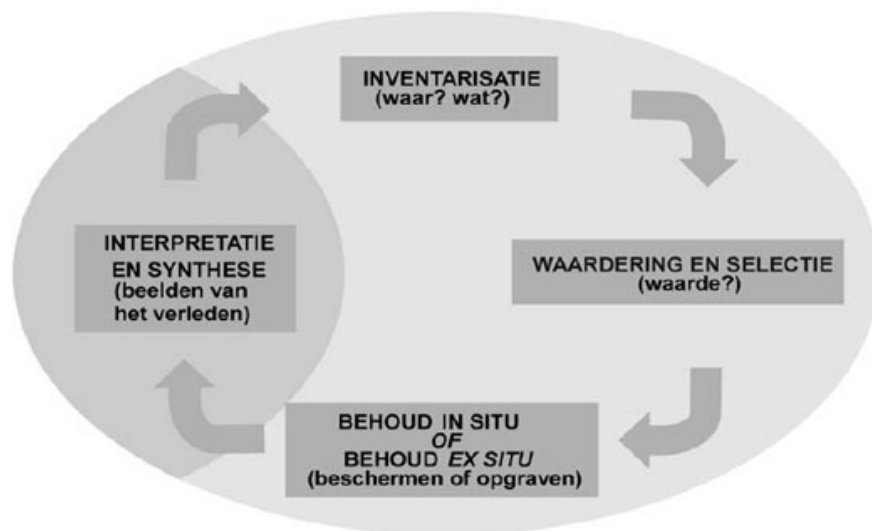 INVENTARISATIE
(waar? wat?)
WAARDERING EN SELECTIE
(waarde?)
BEHOUD IN SITU
OF
BEHOUD EX SITU
(beschermen of opgraven)
INTERPRETATIE
EN SYNTHESE
(beelden van
het verleden)